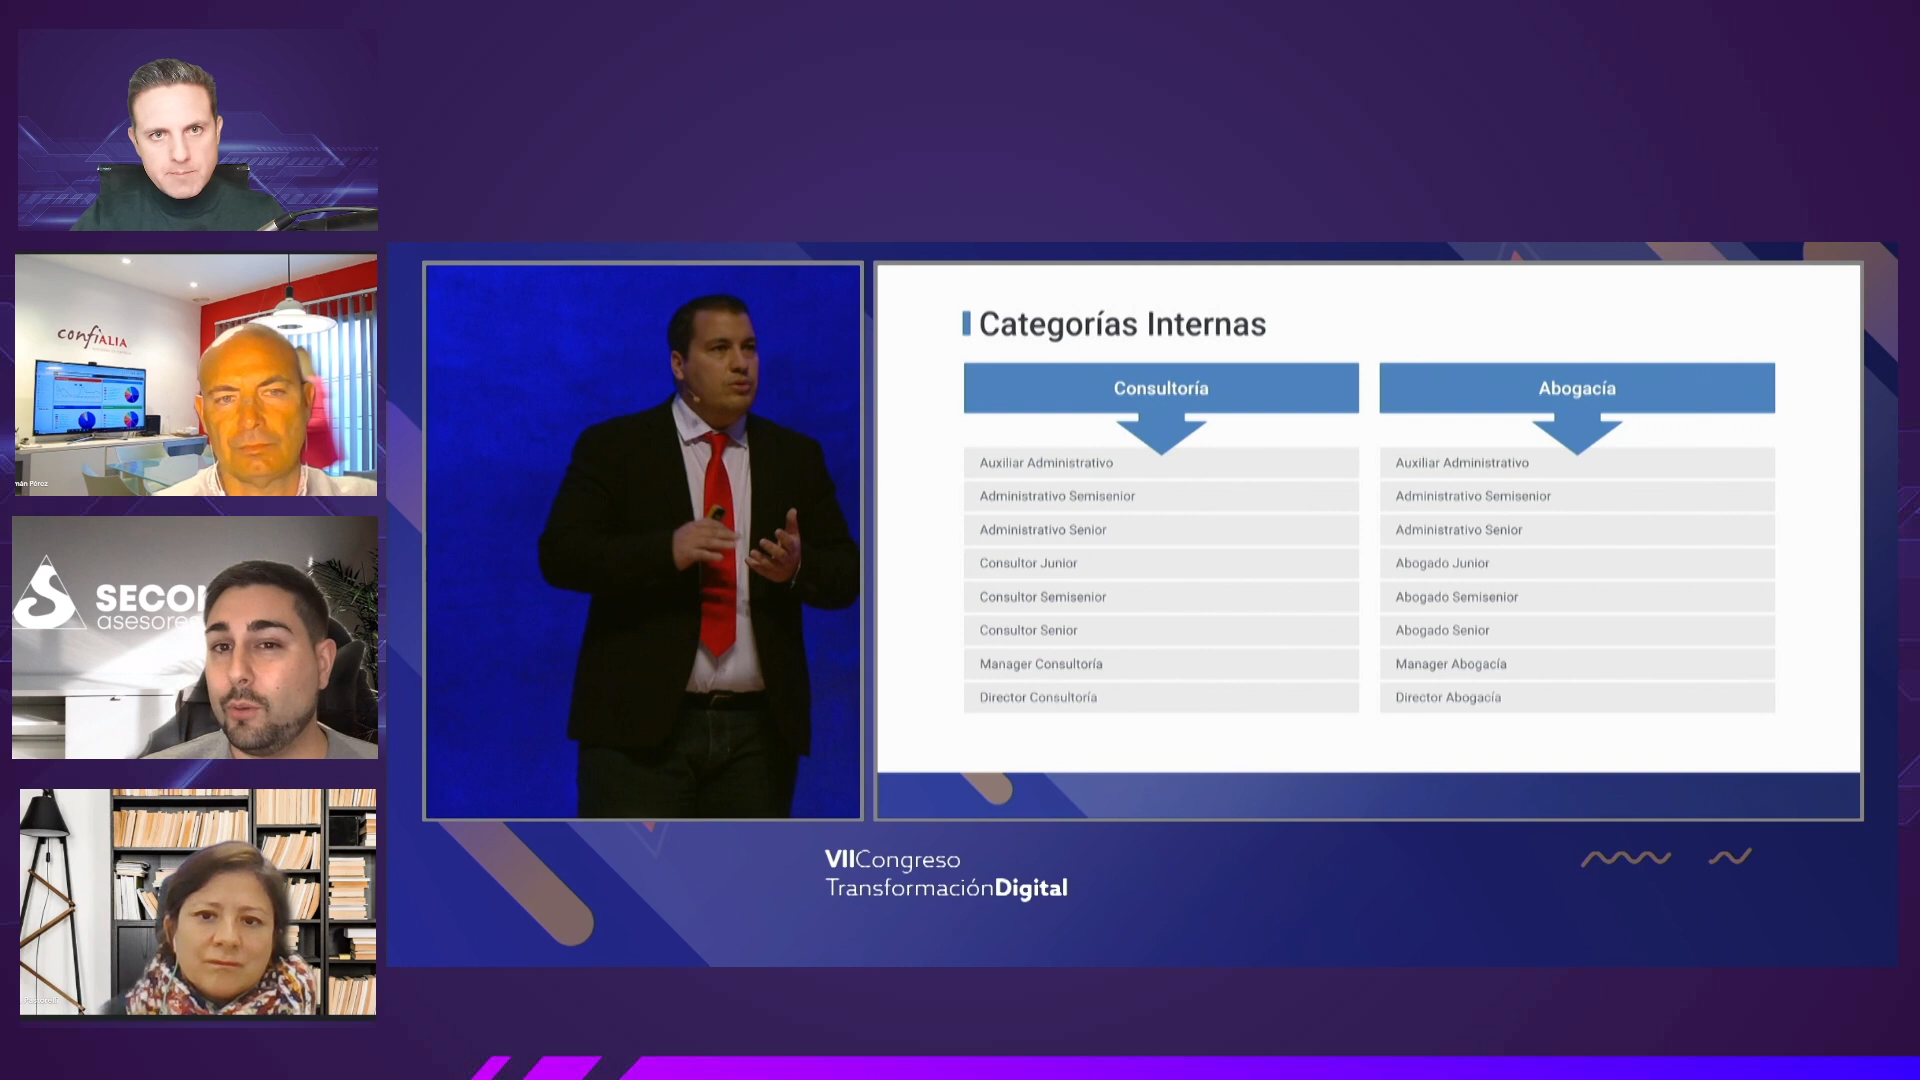 confiALIA
mán Pérez
SECO
asesore
Categorías Internas
Consultoría
Auxiliar Administrativo
Administrativo Semisenior
Administrativo Senior
Consultor Junior
Consultor Semisenior
Consultor Senior
Manager Consultoría
Director Consultoría
Abogacía
Auxiliar Administrativo
Administrativo Semisenior
Administrativo Senior
Abogado Junior
Abogado Semisenior
Abogado Senior
Manager Abogacía
Director Abogacía
VIICongreso
TransformaciónDigital